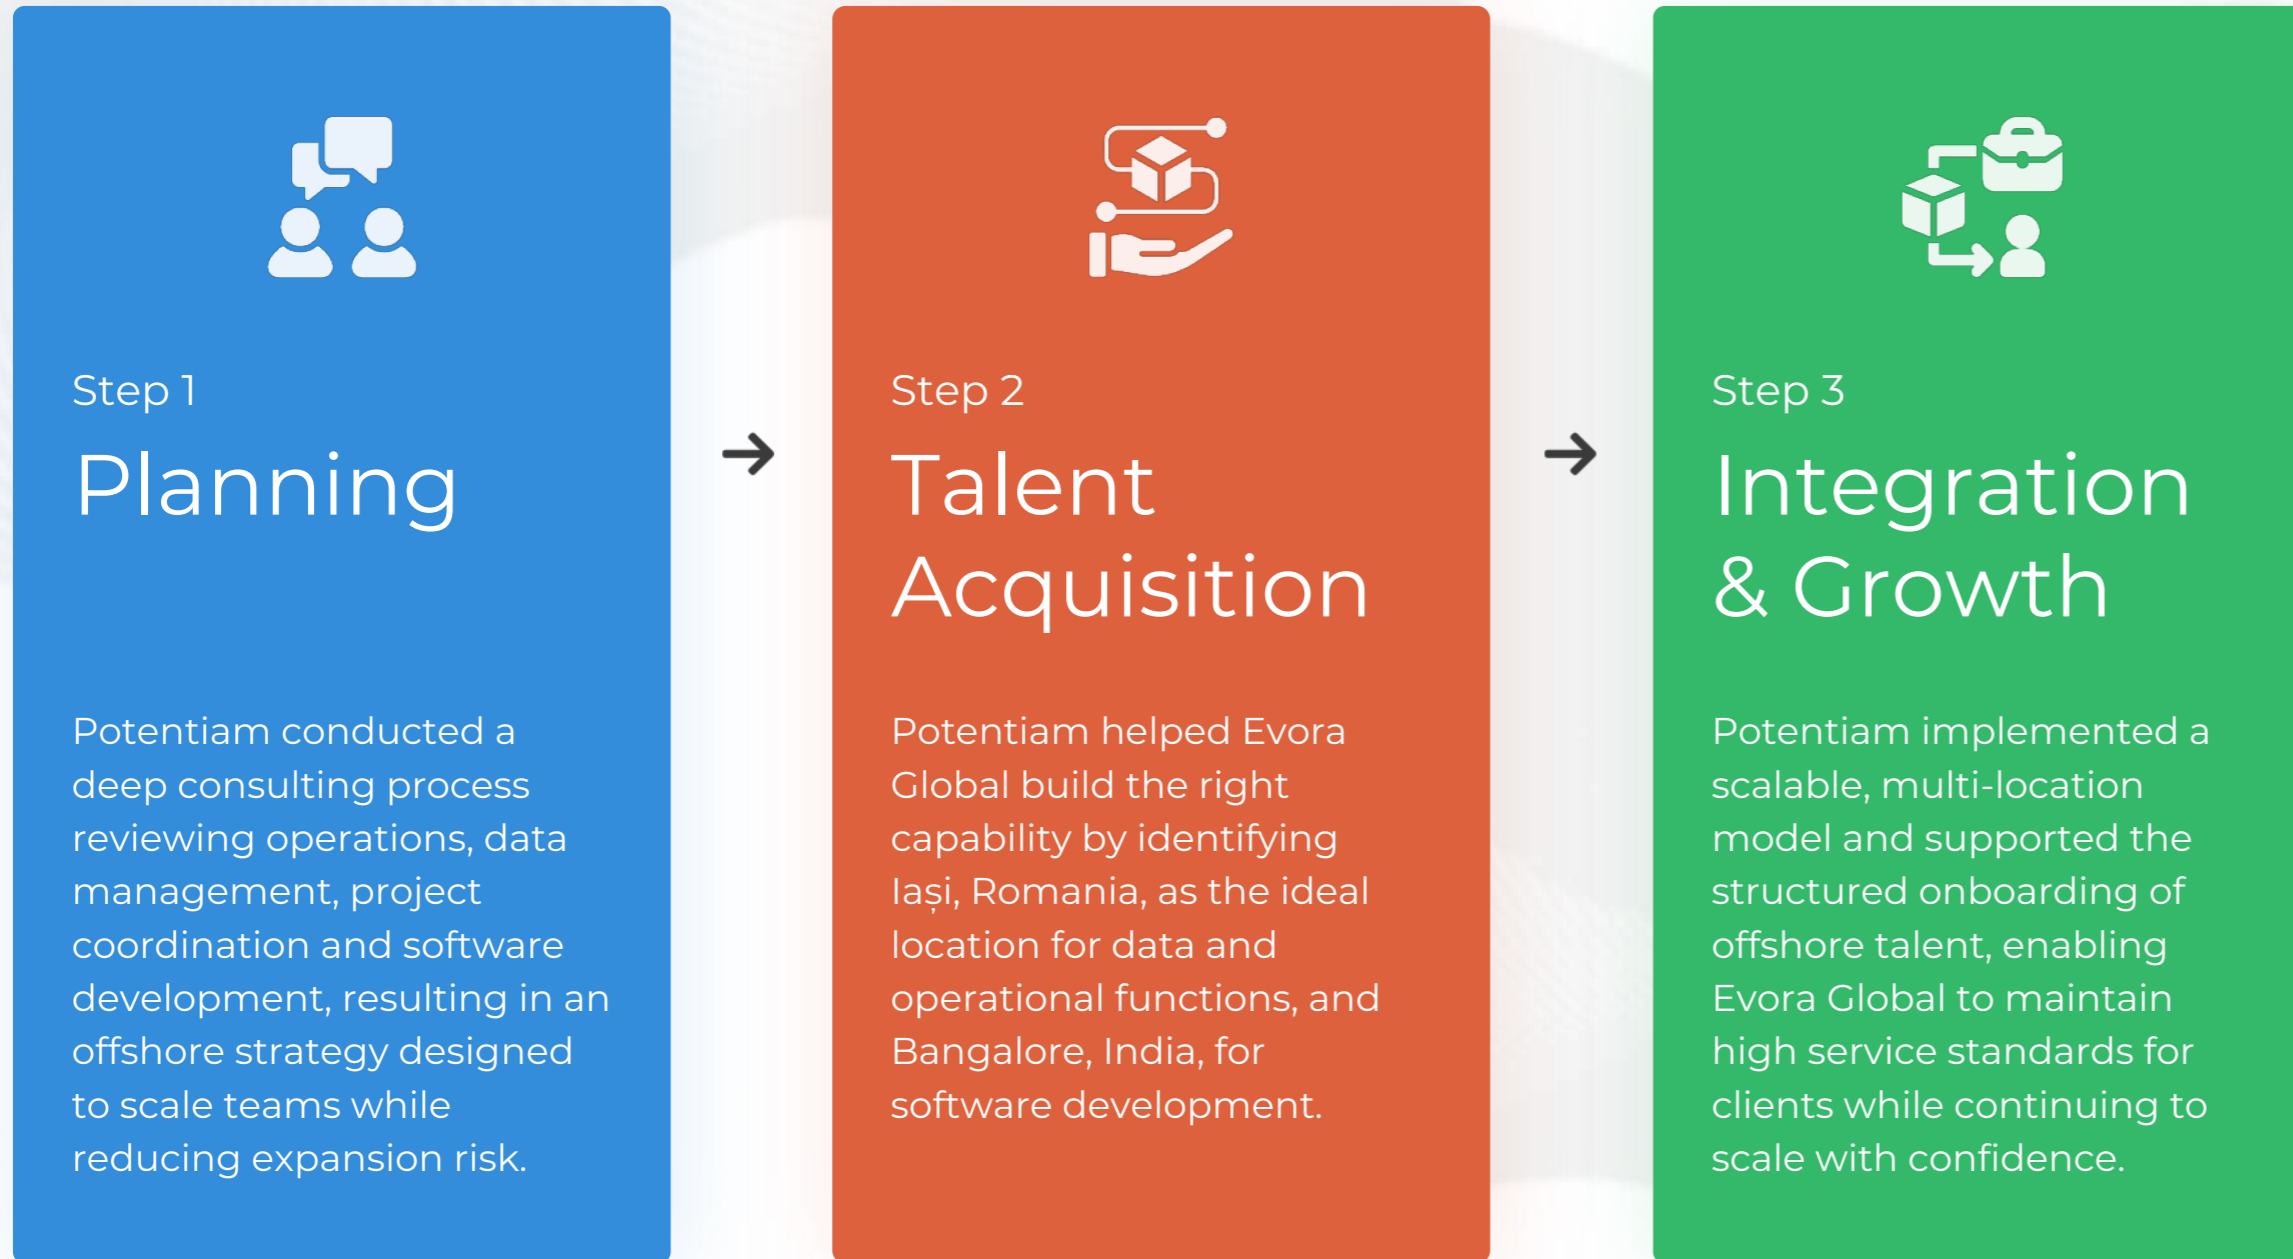 Step 1
Planning
Potentiam conducted a
deep consulting process
reviewing operations, data
management, project
coordination and software
development, resulting in an
offshore strategy designed
to scale teams while
reducing expansion risk.
Step 2
Talent
Acquisition
Potentiam helped Evora
Global build the right
capability by identifying
Iași, Romania, as the ideal
location for data and
operational functions, and
Bangalore, India, for
software development.
Step 3
Integration
& Growth
Potentiam implemented a
scalable, multi-location
model and supported the
structured onboarding of
offshore talent, enabling
Evora Global to maintain
high service standards for
clients while continuing to
scale with confidence.